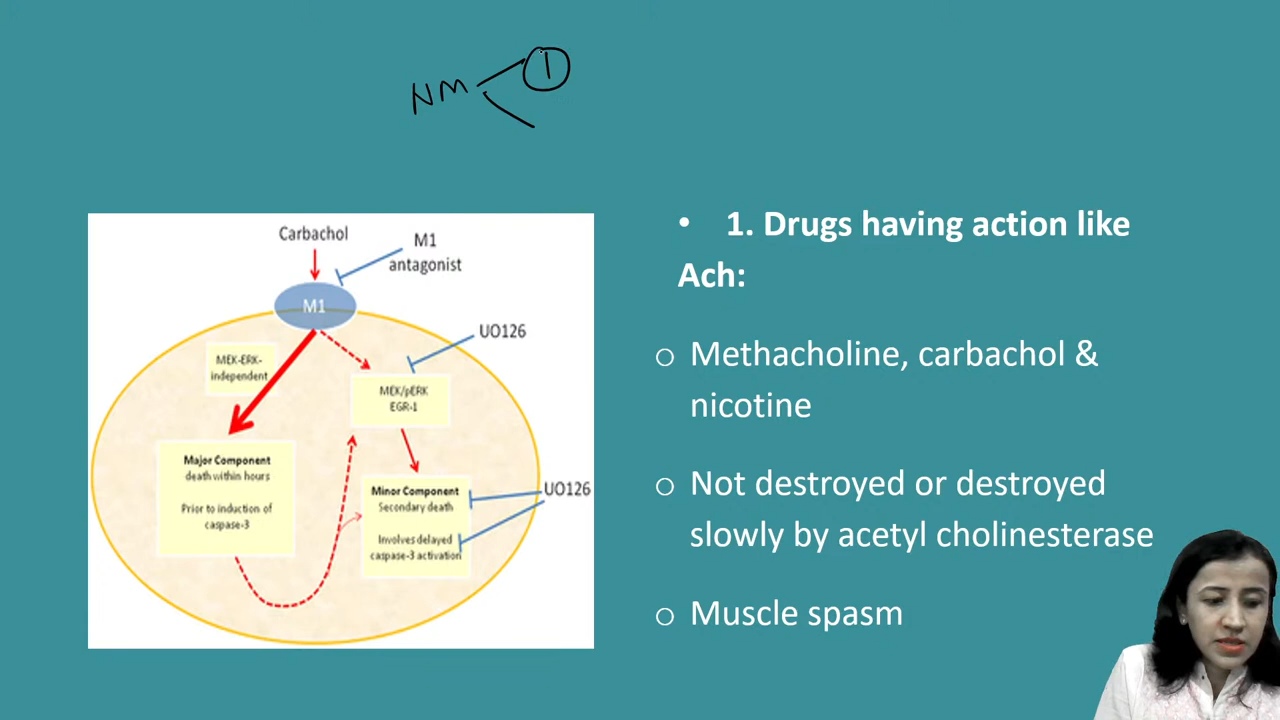 NM
1
Carbachol
M1
antagonist
M1
UO126
MEK-ERK-
independent
MEK/pERK
EGR-1
Major Component
death within hours
Prior to induction of
caspase-3
Minor Component
Secondary death
Involves delayed
caspase-3 activation
UO126
• 1. Drugs having action like
Ach:
o Methacholine, carbachol &
nicotine
o Not destroyed or destroyed
slowly by acetyl cholinesterase
o Muscle spasm